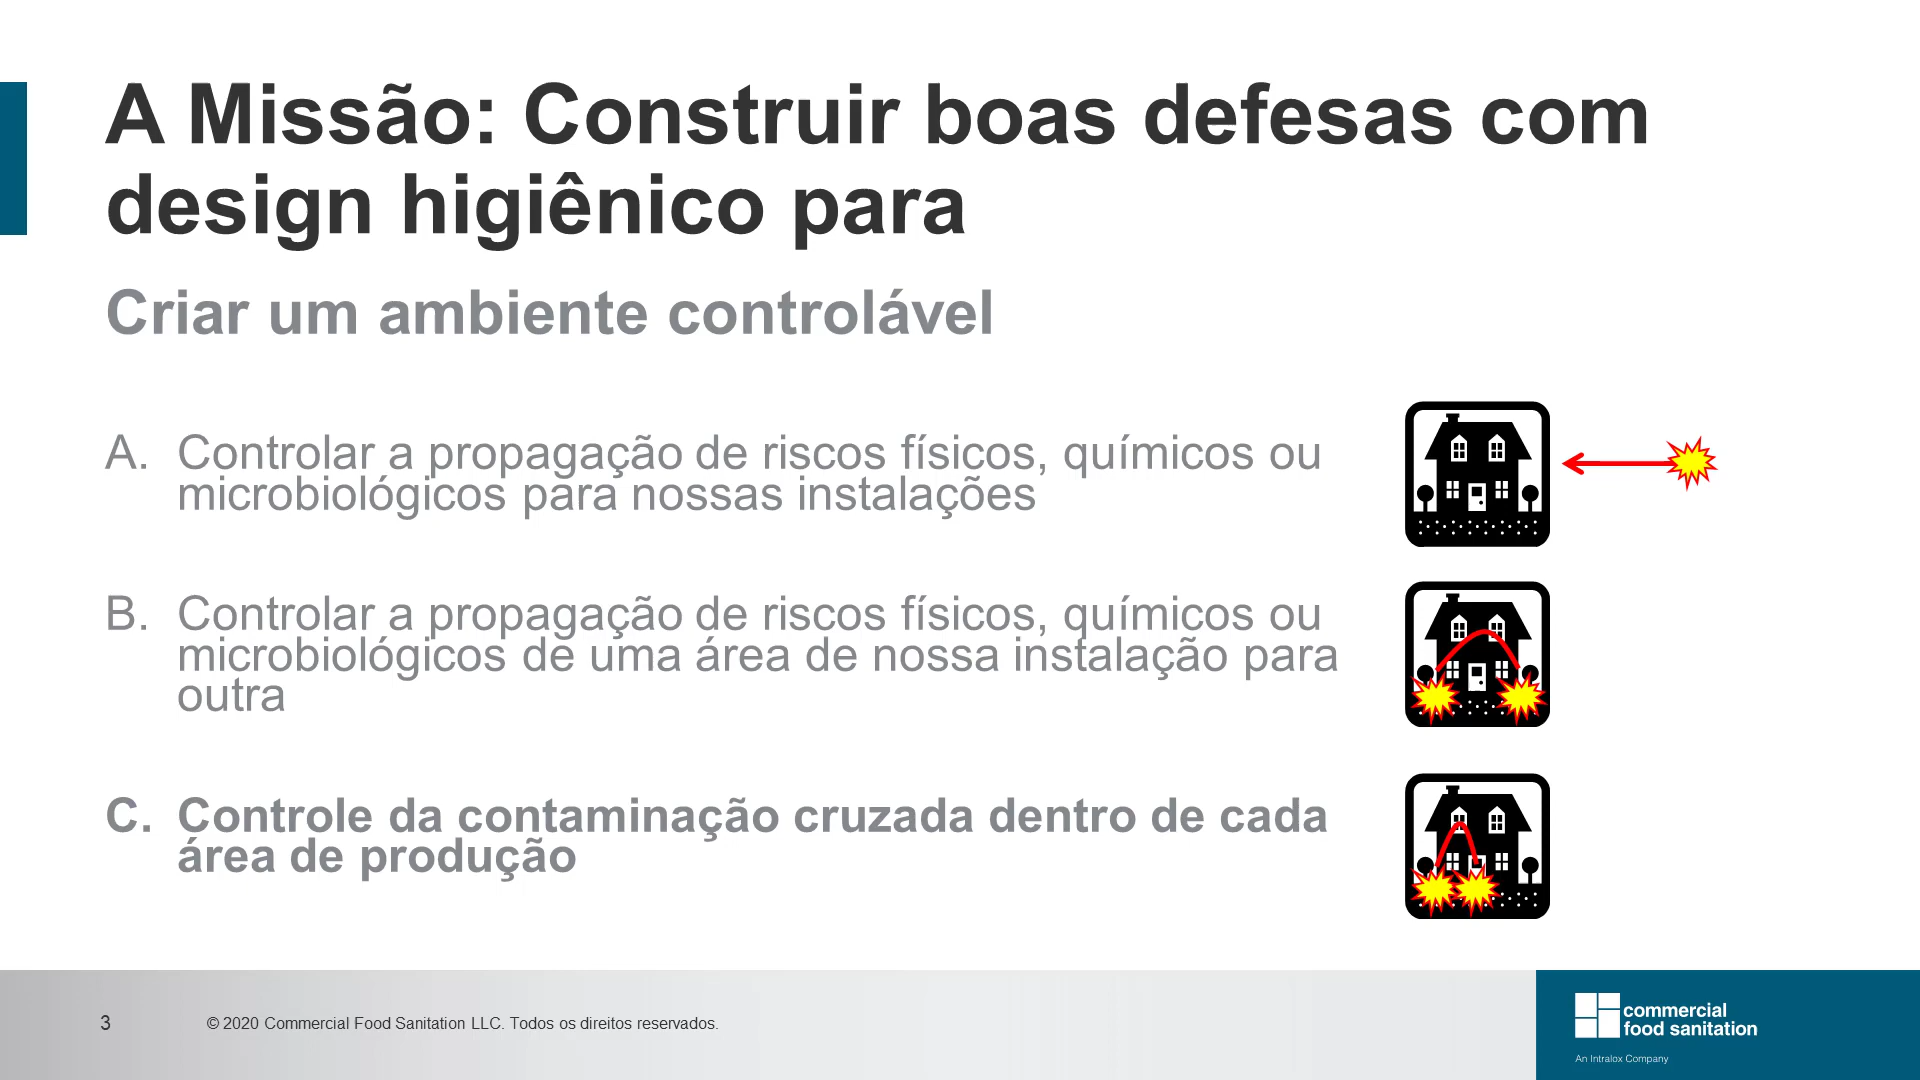 A Missão: Construir boas defesas com
design higiênico para
Criar um ambiente controlável
A. Controlar a propagação de riscos físicos, químicos ou
microbiológicos para nossas instalações
B. Controlar a propagação de riscos físicos, químicos ou
microbiológicos de uma área de nossa instalação para
outra
C. Controle da contaminação cruzada dentro de cada
área de produção
3
© 2020 Commercial Food Sanitation LLC. Todos os direitos reservados.
commercial
food sanitation
An Intralox Company